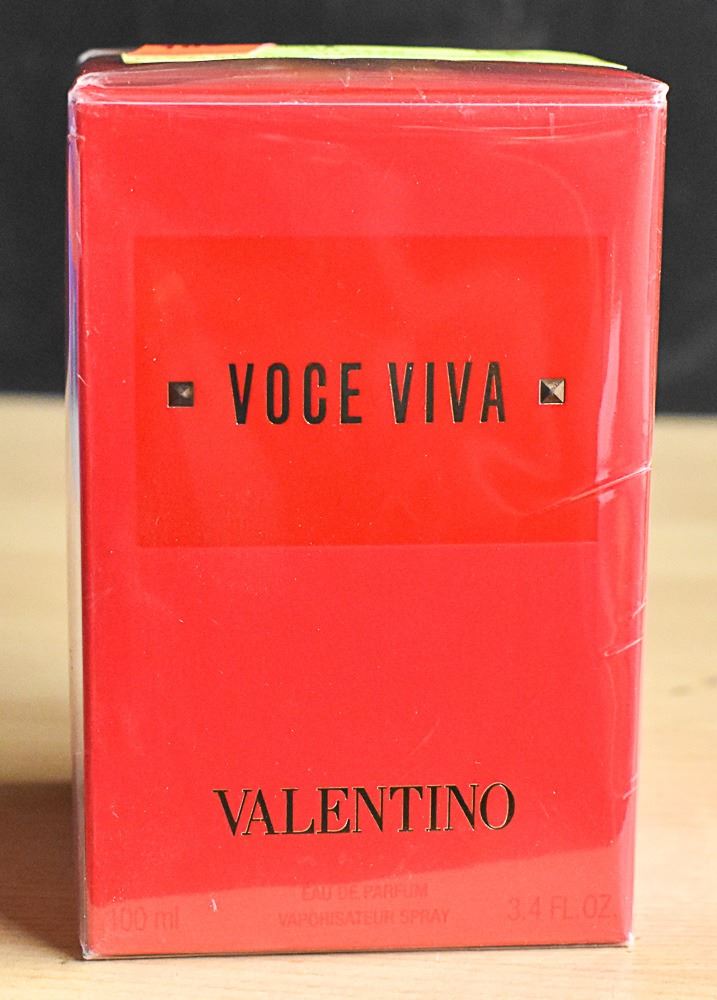 VOCE VIVA
VALENTINO
EAU DE PARFUM
100 ml VAPORISATEUR SPRAY 3.4 FL.OZ.